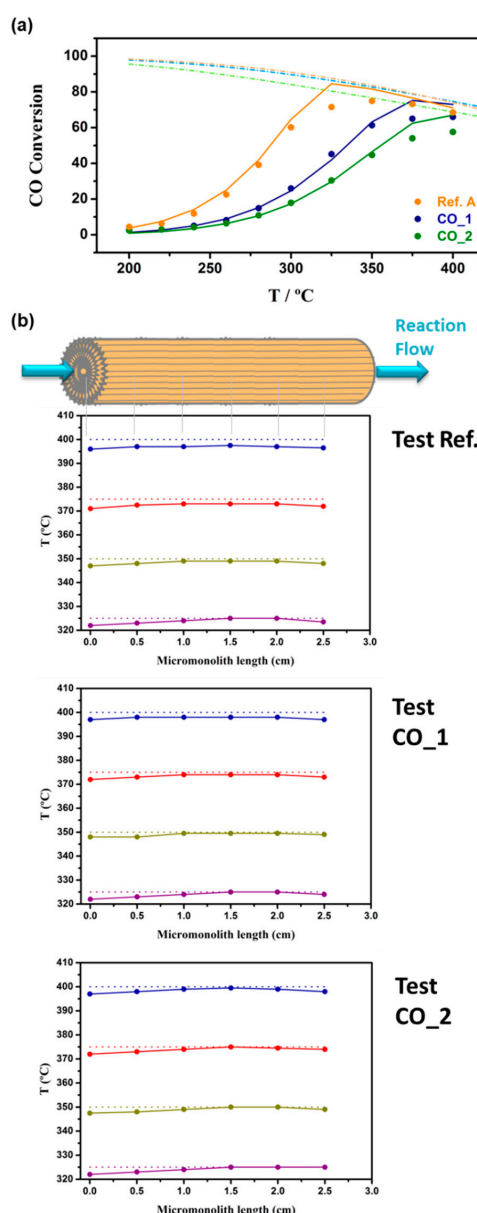 (a)
CO Conversion
100
80
60
40
20
0
200
250
300
350
400
T / ºC
Ref. A
CO_1
CO_2
(b)
Reaction
Flow
Test Ref.
T (ºC)
410
400
390
380
370
360
350
340
330
320
0.0 0.5 1.0 1.5 2.0 2.5 3.0
Micromonolith length (cm)
Test
CO_1
T (ºC)
410
400
390
380
370
360
350
340
330
320
0.0 0.5 1.0 1.5 2.0 2.5 3.0
Micromonolith length (cm)
Test
CO_2
T (ºC)
410
400
390
380
370
360
350
340
330
320
0.0 0.5 1.0 1.5 2.0 2.5 3.0
Micromonolith length (cm)